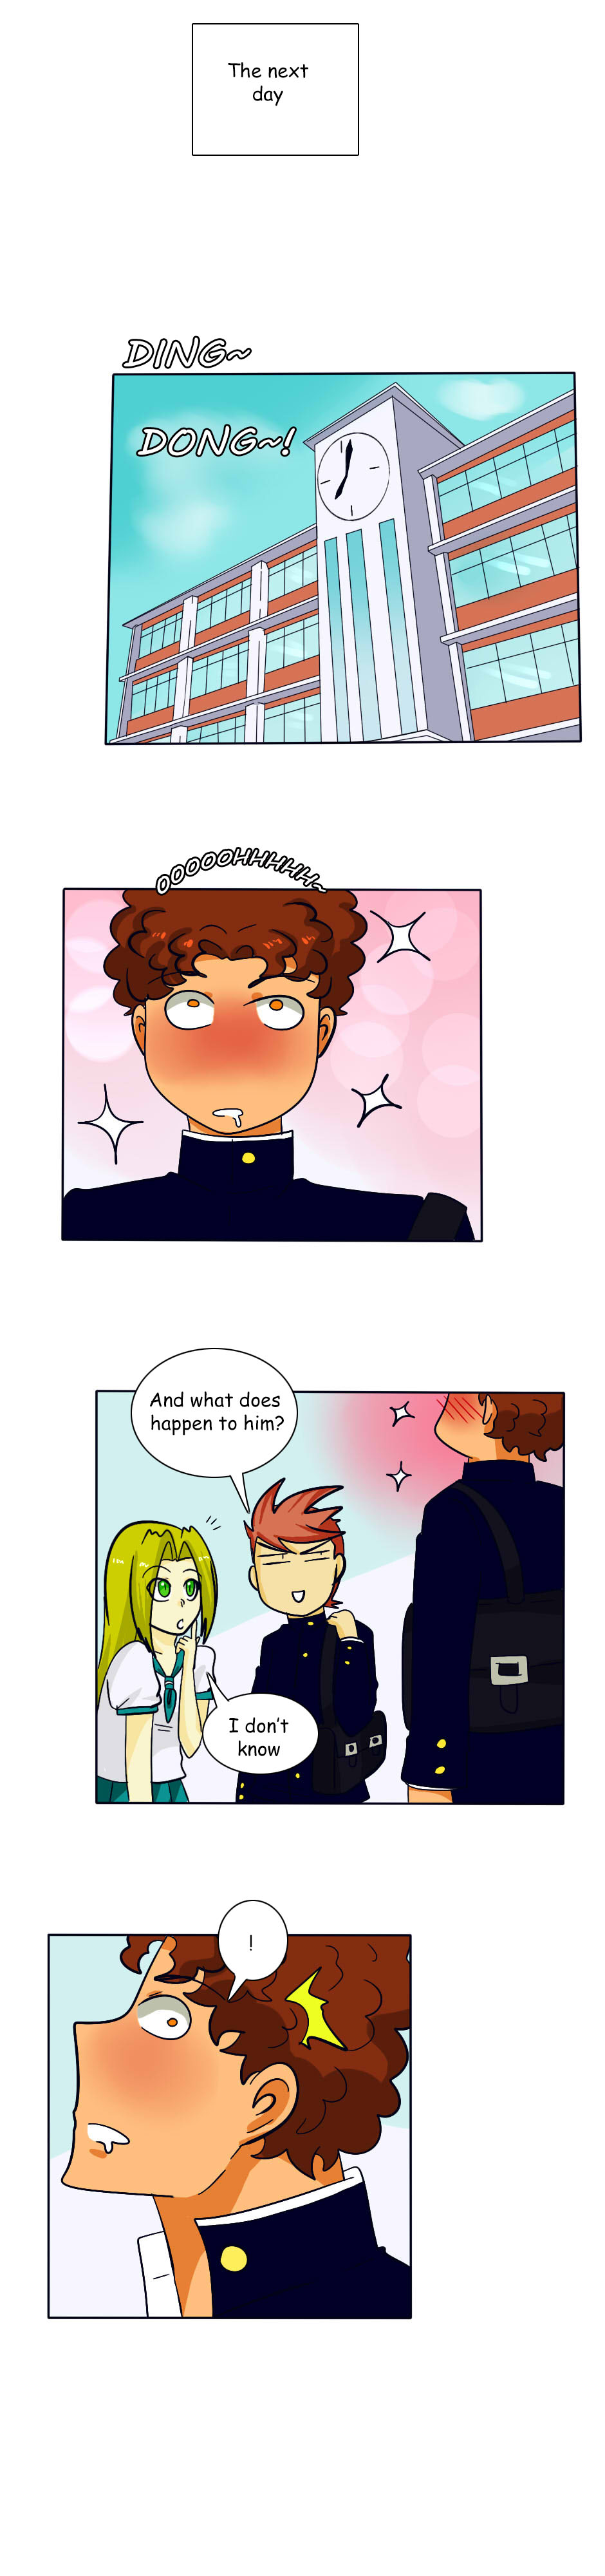 The next
day
DING~
DONG~!
OOOOOHHHHH~
And what does
happen to him?
I don't
know
!